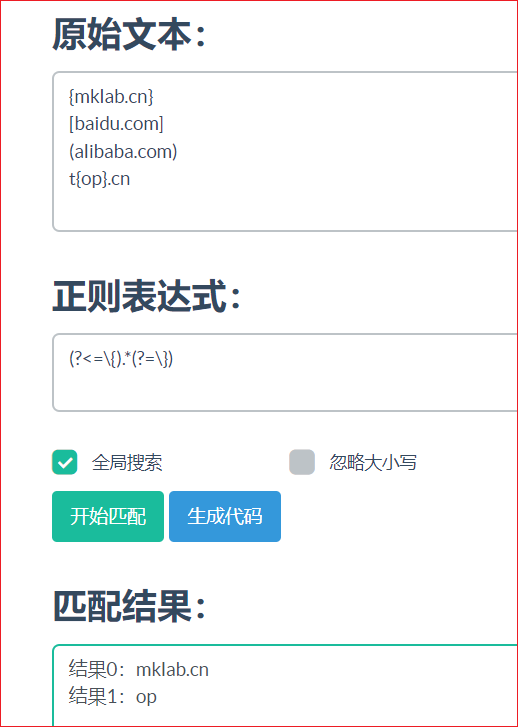 原始文本：
{mklab.cn}
[baidu.com]
(alibaba.com)
t{op}.cn
正则表达式：
(?<=\{).*(?=\})
全局搜索 忽略大小写
开始匹配 生成代码
匹配结果：
结果0：mklab.cn
结果1：op